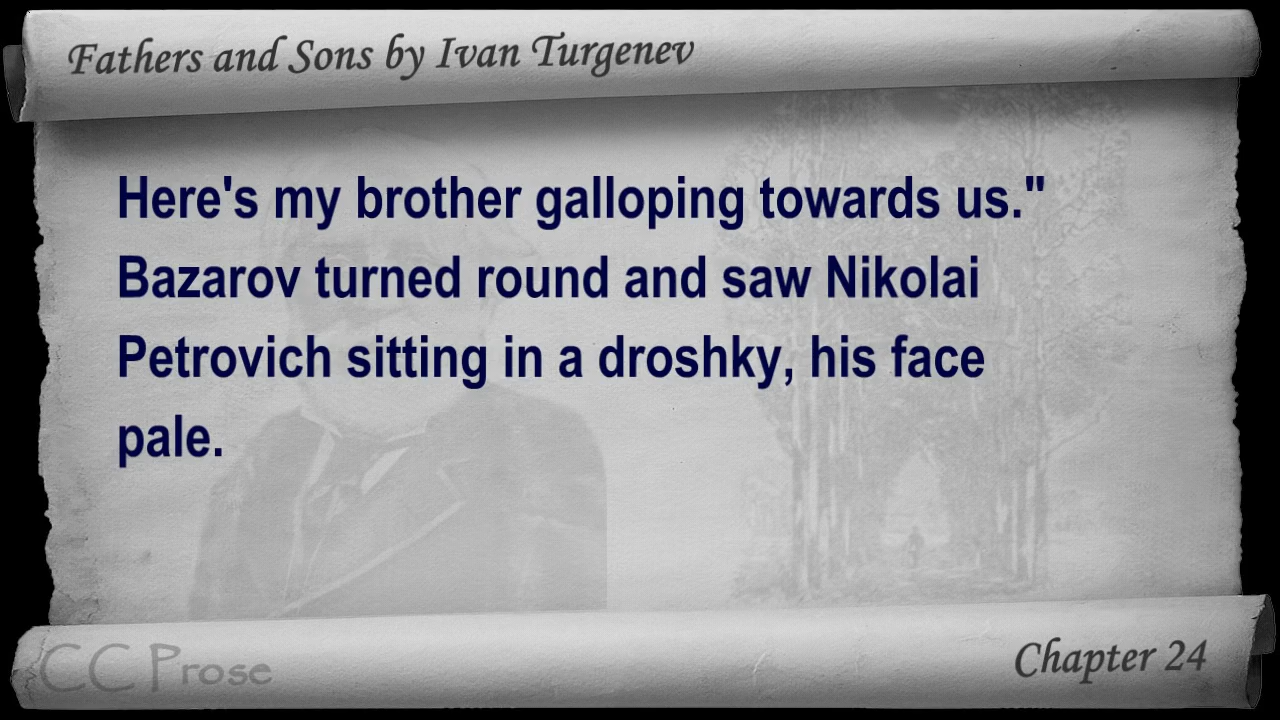 Fathers and Sons by Ivan Turgenev
Here's my brother galloping towards us."
Bazarov turned round and saw Nikolai
Petrovich sitting in a droshky, his face
pale.
CC Prose
Chapter 24